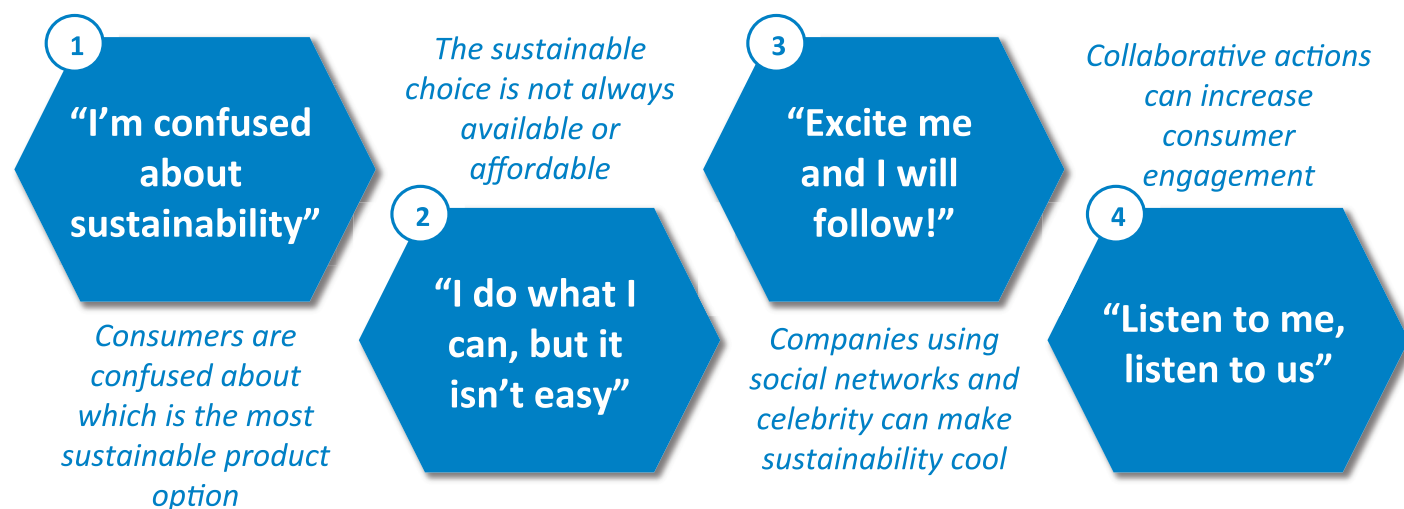 1
“I’m confused
about
sustainability”
Consumers are
confused about
which is the most
sustainable product
option
The sustainable
choice is not always
available or
affordable
2
“I do what I
can, but it
isn’t easy”
3
“Excite me
and I will
follow!”
Companies using
social networks and
celebrity can make
sustainability cool
Collaborative actions
can increase
consumer
engagement
4
“Listen to me,
listen to us”